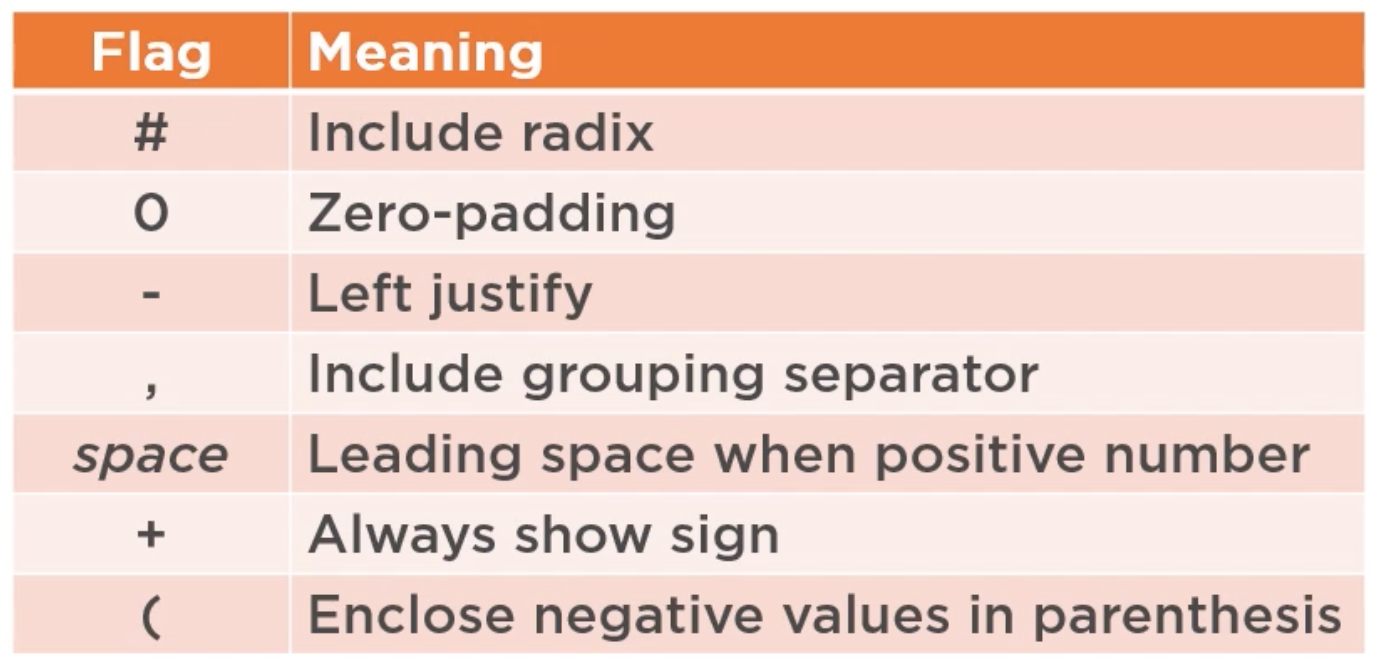 Flag Meaning
# Include radix
0 Zero-padding
- Left justify
, Include grouping separator
space Leading space when positive number
+ Always show sign
( Enclose negative values in parenthesis